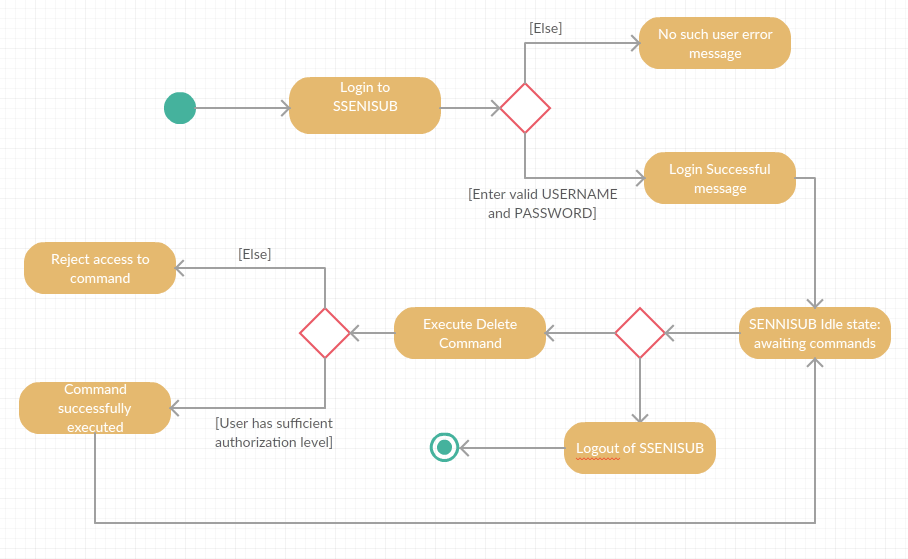 [Else]
No such user error
message
Login to
SSENISUB
Login Successful
message
[Enter valid USERNAME
and PASSWORD]
[Else]
Reject access to
command
Execute Delete
Command
SENNISUB Idle state:
awaiting commands
Command
successfully
executed
[User has sufficient
authorization level]
Logout of SSENISUB